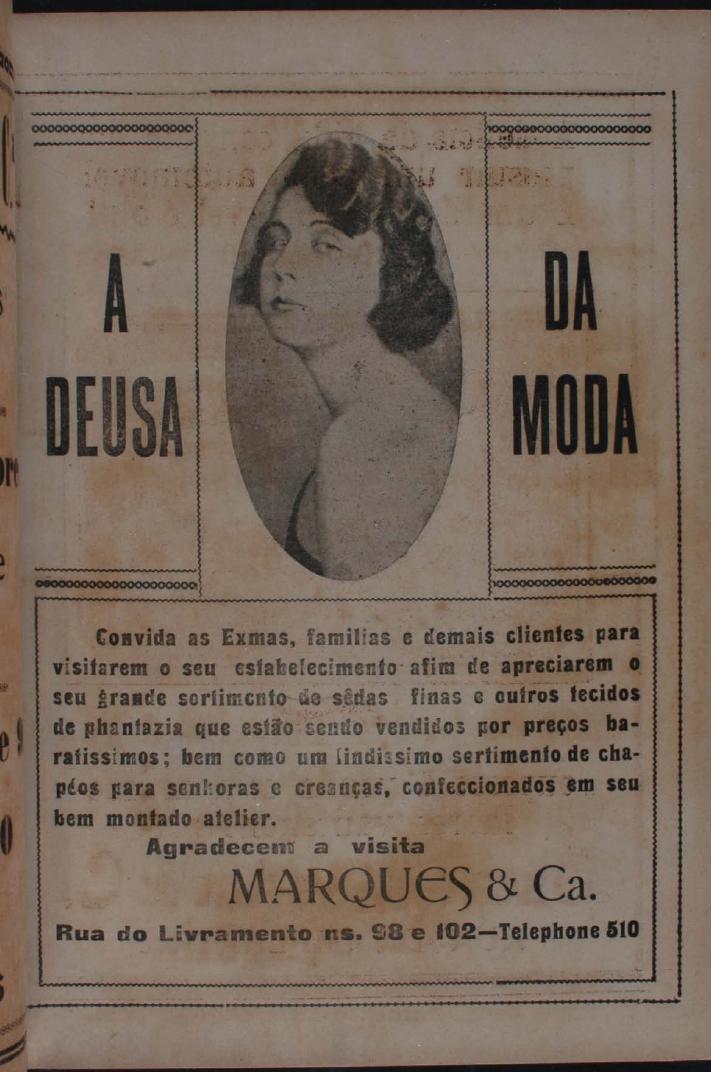 A
DEUSA
DA
MODA
Convida as Exmas, familias e demais clientes para
visitarem o seu estabelecimento afim de apreciarem o
seu grande sortimento de sêdas finas e outros tecidos
de phantazia que estão sendo vendidos por preços ba-
ratissimos; bem como um lindissimo sertimento de cha-
péos para senhoras e creanças, confeccionados em seu
bem montado atelier.
Agradecem a visita
MARQUES & Ca.
Rua do Livramento ns. 98 e 102—Telephone 510